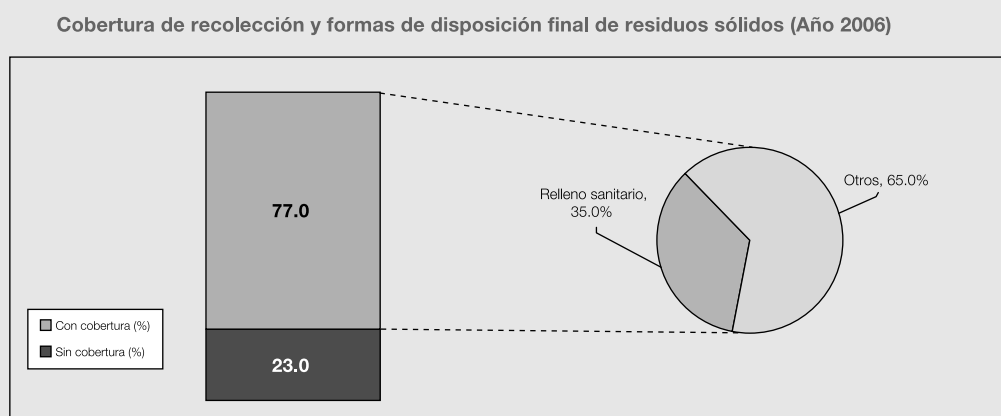 Cobertura de recolección y formas de disposición final de residuos sólidos (Año 2006)
77.0
23.0
Con cobertura (%)
Sin cobertura (%)
Relleno sanitario,
35.0%
Otros, 65.0%